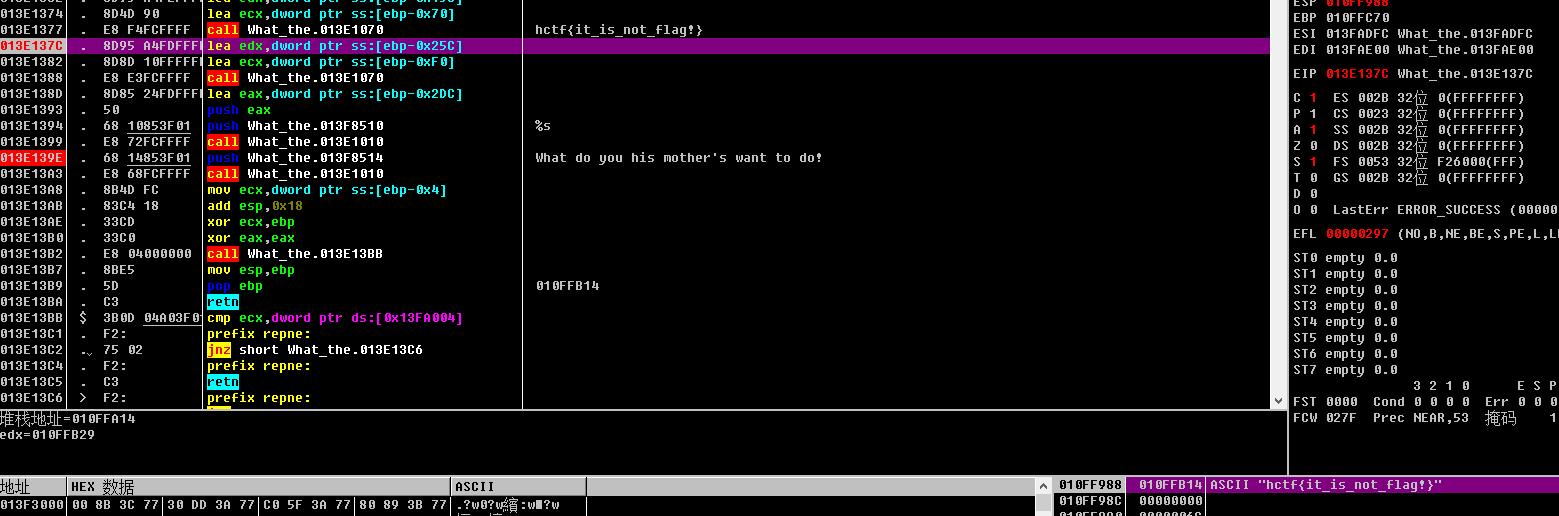 013E1374 . 8D4D 90 lea ecx,dword ptr ss:[ebp-0x70]
013E1377 . E8 F4FCFFFF call What_the.013E1070 hctf{it_is_not_flag!}
013E137C . 8D95 A4FDFFFF lea edx,dword ptr ss:[ebp-0x25C]
013E1382 . 8D8D 10FFFFFF lea ecx,dword ptr ss:[ebp-0xF0]
013E1388 . E8 E3FCFFFF call What_the.013E1070
013E138D . 8D85 24FDFFFF lea eax,dword ptr ss:[ebp-0x2DC]
013E1393 . 50 push eax
013E1394 . 68 10853F01 push What_the.013F8510 %s
013E1399 . E8 72FCFFFF call What_the.013E1010
013E139E . 68 14853F01 push What_the.013F8514 What do you his mother's want to do!
013E13A3 . E8 68FCFFFF call What_the.013E1010
013E13A8 . 8B4D FC mov ecx,dword ptr ss:[ebp-0x4]
013E13AB . 83C4 18 add esp,0x18
013E13AE . 33CD xor ecx,ebp
013E13B0 . 33C0 xor eax,eax
013E13B2 . E8 04000000 call What_the.013E13BB
013E13B7 . 8BE5 mov esp,ebp
013E13B9 . 5D pop ebp 010FFB14
013E13BA . C3 retn
013E13BB $ 3B0D 04A03F0 cmp ecx,dword ptr ds:[0x13FA004]
013E13C1 . F2: prefix repne:
013E13C2 . 75 02 jnz short What_the.013E13C6
013E13C4 . F2: prefix repne:
013E13C5 . C3 retn
013E13C6 > F2: prefix repne:
堆栈地址=010FFA14
edx=010FFB29
地址 HEX 数据 ASCII
013F3000 00 8B 3C 77 30 DD 3A 77 C0 5F 3A 77 80 89 3B 77
ESP 010FF988
EBP 010FFC70
ESI 013FADFC What_the.013FADFC
EDI 013FAE00 What_the.013FAE00
EIP 013E137C What_the.013E137C
C 1 ES 002B 32位 0(FFFFFFFF)
P 1 CS 0023 32位 0(FFFFFFFF)
A 1 SS 002B 32位 0(FFFFFFFF)
Z 0 DS 002B 32位 0(FFFFFFFF)
S 1 FS 0053 32位 F26000(FFF)
T 0 GS 002B 32位 0(FFFFFFFF)
D 0
O 0 LastErr ERROR_SUCCESS (00000
EFL 00000297 (NO,B,NE,BE,S,PE,L,L
ST0 empty 0.0
ST1 empty 0.0
ST2 empty 0.0
ST3 empty 0.0
ST4 empty 0.0
ST5 empty 0.0
ST6 empty 0.0
ST7 empty 0.0
3 2 1 0 E S P
FST 0000 Cond 0 0 0 0 Err 0 0 0
FCW 027F Prec NEAR,53 掩码 1
010FF988 010FFB14 ASCII "hctf{it_is_not_flag!}"
010FF98C 00000000